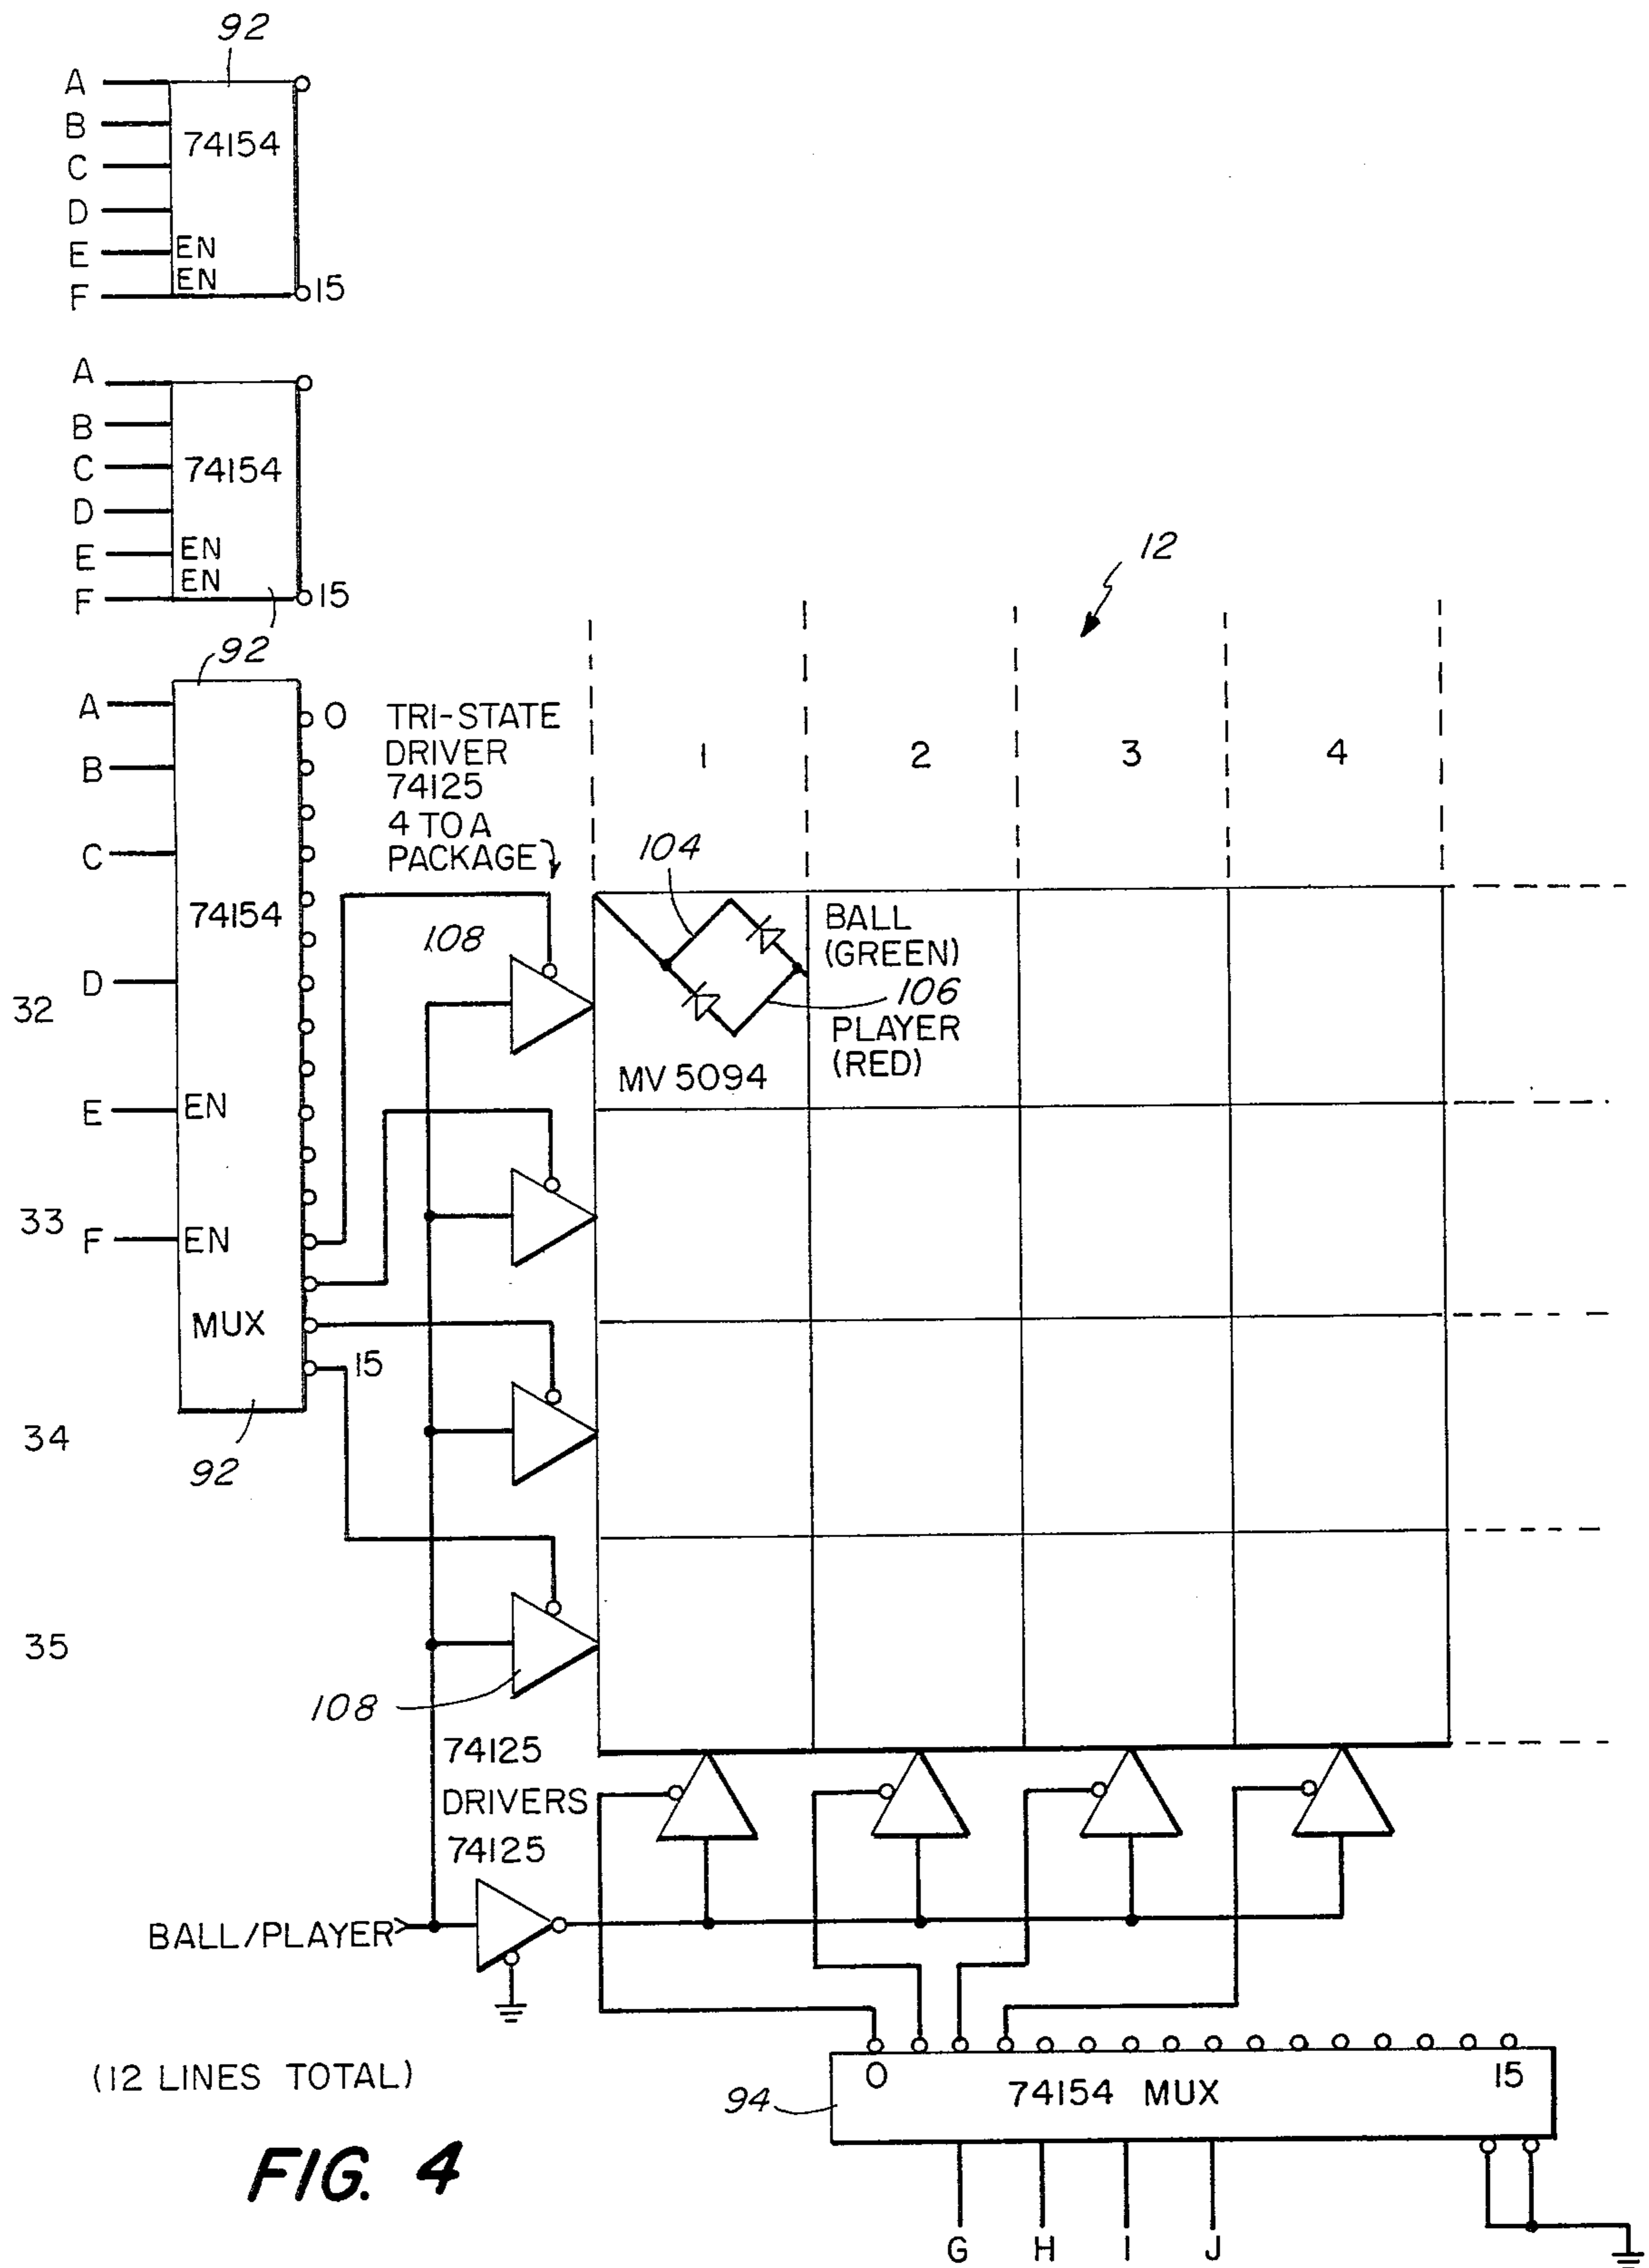 92
A
B
C
D
E
F
74154
EN
EN
15
A
B
C
D
E
F
74154
EN
EN
15
92
12
A
B
C
D
E
F
74154
EN
EN
MUX
0
15
92
TRI-STATE
DRIVER
74125
4 TO A
PACKAGE
1
2
3
4
104
108
BALL
(GREEN)
106
PLAYER
(RED)
MV 5094
32
33
34
35
108
74125
DRIVERS
74125
BALL/PLAYER
(12 LINES TOTAL)
0
15
74154 MUX
94
G
H
I
J
FIG. 4